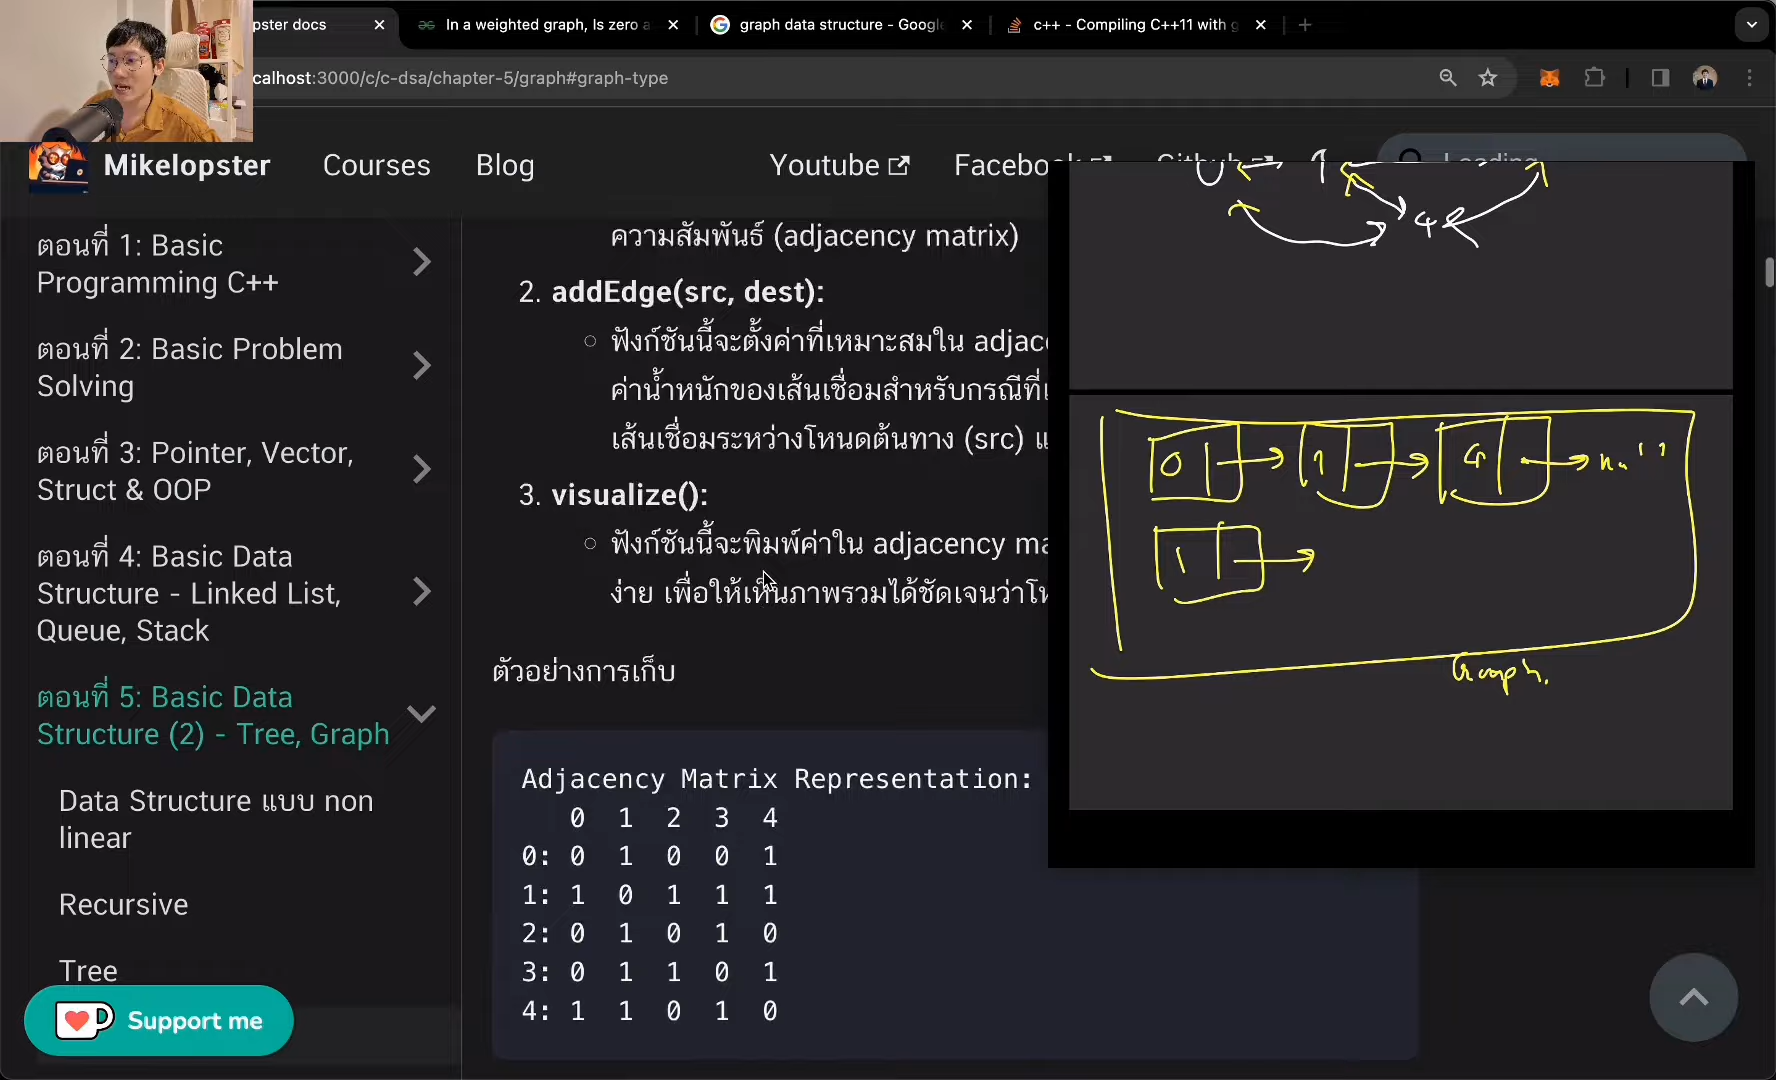 pster docs
In a weighted graph, Is zero a
graph data structure - Googl
c++ - Compiling C++11 with g
calhost:3000/c/c-dsa/chapter-5/graph#graph-type
Mikelopster
Courses
Blog
Youtube
Facebo
Github
Loading
ตอนที่ 1: Basic
Programming C++
ตอนที่ 2: Basic Problem
Solving
ตอนที่ 3: Pointer, Vector,
Struct & OOP
ตอนที่ 4: Basic Data
Structure - Linked List,
Queue, Stack
ตอนที่ 5: Basic Data
Structure (2) - Tree, Graph
Data Structure แบบ non
linear
Recursive
Tree
Support me
ความสัมพันธ์ (adjacency matrix)
2. addEdge(src, dest):
ฟังก์ชันนี้จะตั้งค่าที่เหมาะสมใน adjac
ค่าน้ำหนักของเส้นเชื่อมสำหรับกรณีที่เ
เส้นเชื่อมระหว่างโหนดต้นทาง (src) แ
3. visualize():
ฟังก์ชันนี้จะพิมพ์ค่าใน adjacency ma
ง่าย เพื่อให้เห็นภาพรวมได้ชัดเจนว่าโห
ตัวอย่างการเก็บ
Adjacency Matrix Representation:
0 1 2 3 4
0: 0 1 0 0 1
1: 1 0 1 1 1
2: 0 1 0 1 0
3: 0 1 1 0 1
4: 1 1 0 1 0
0 1
4
0 1 4
1
Graph.